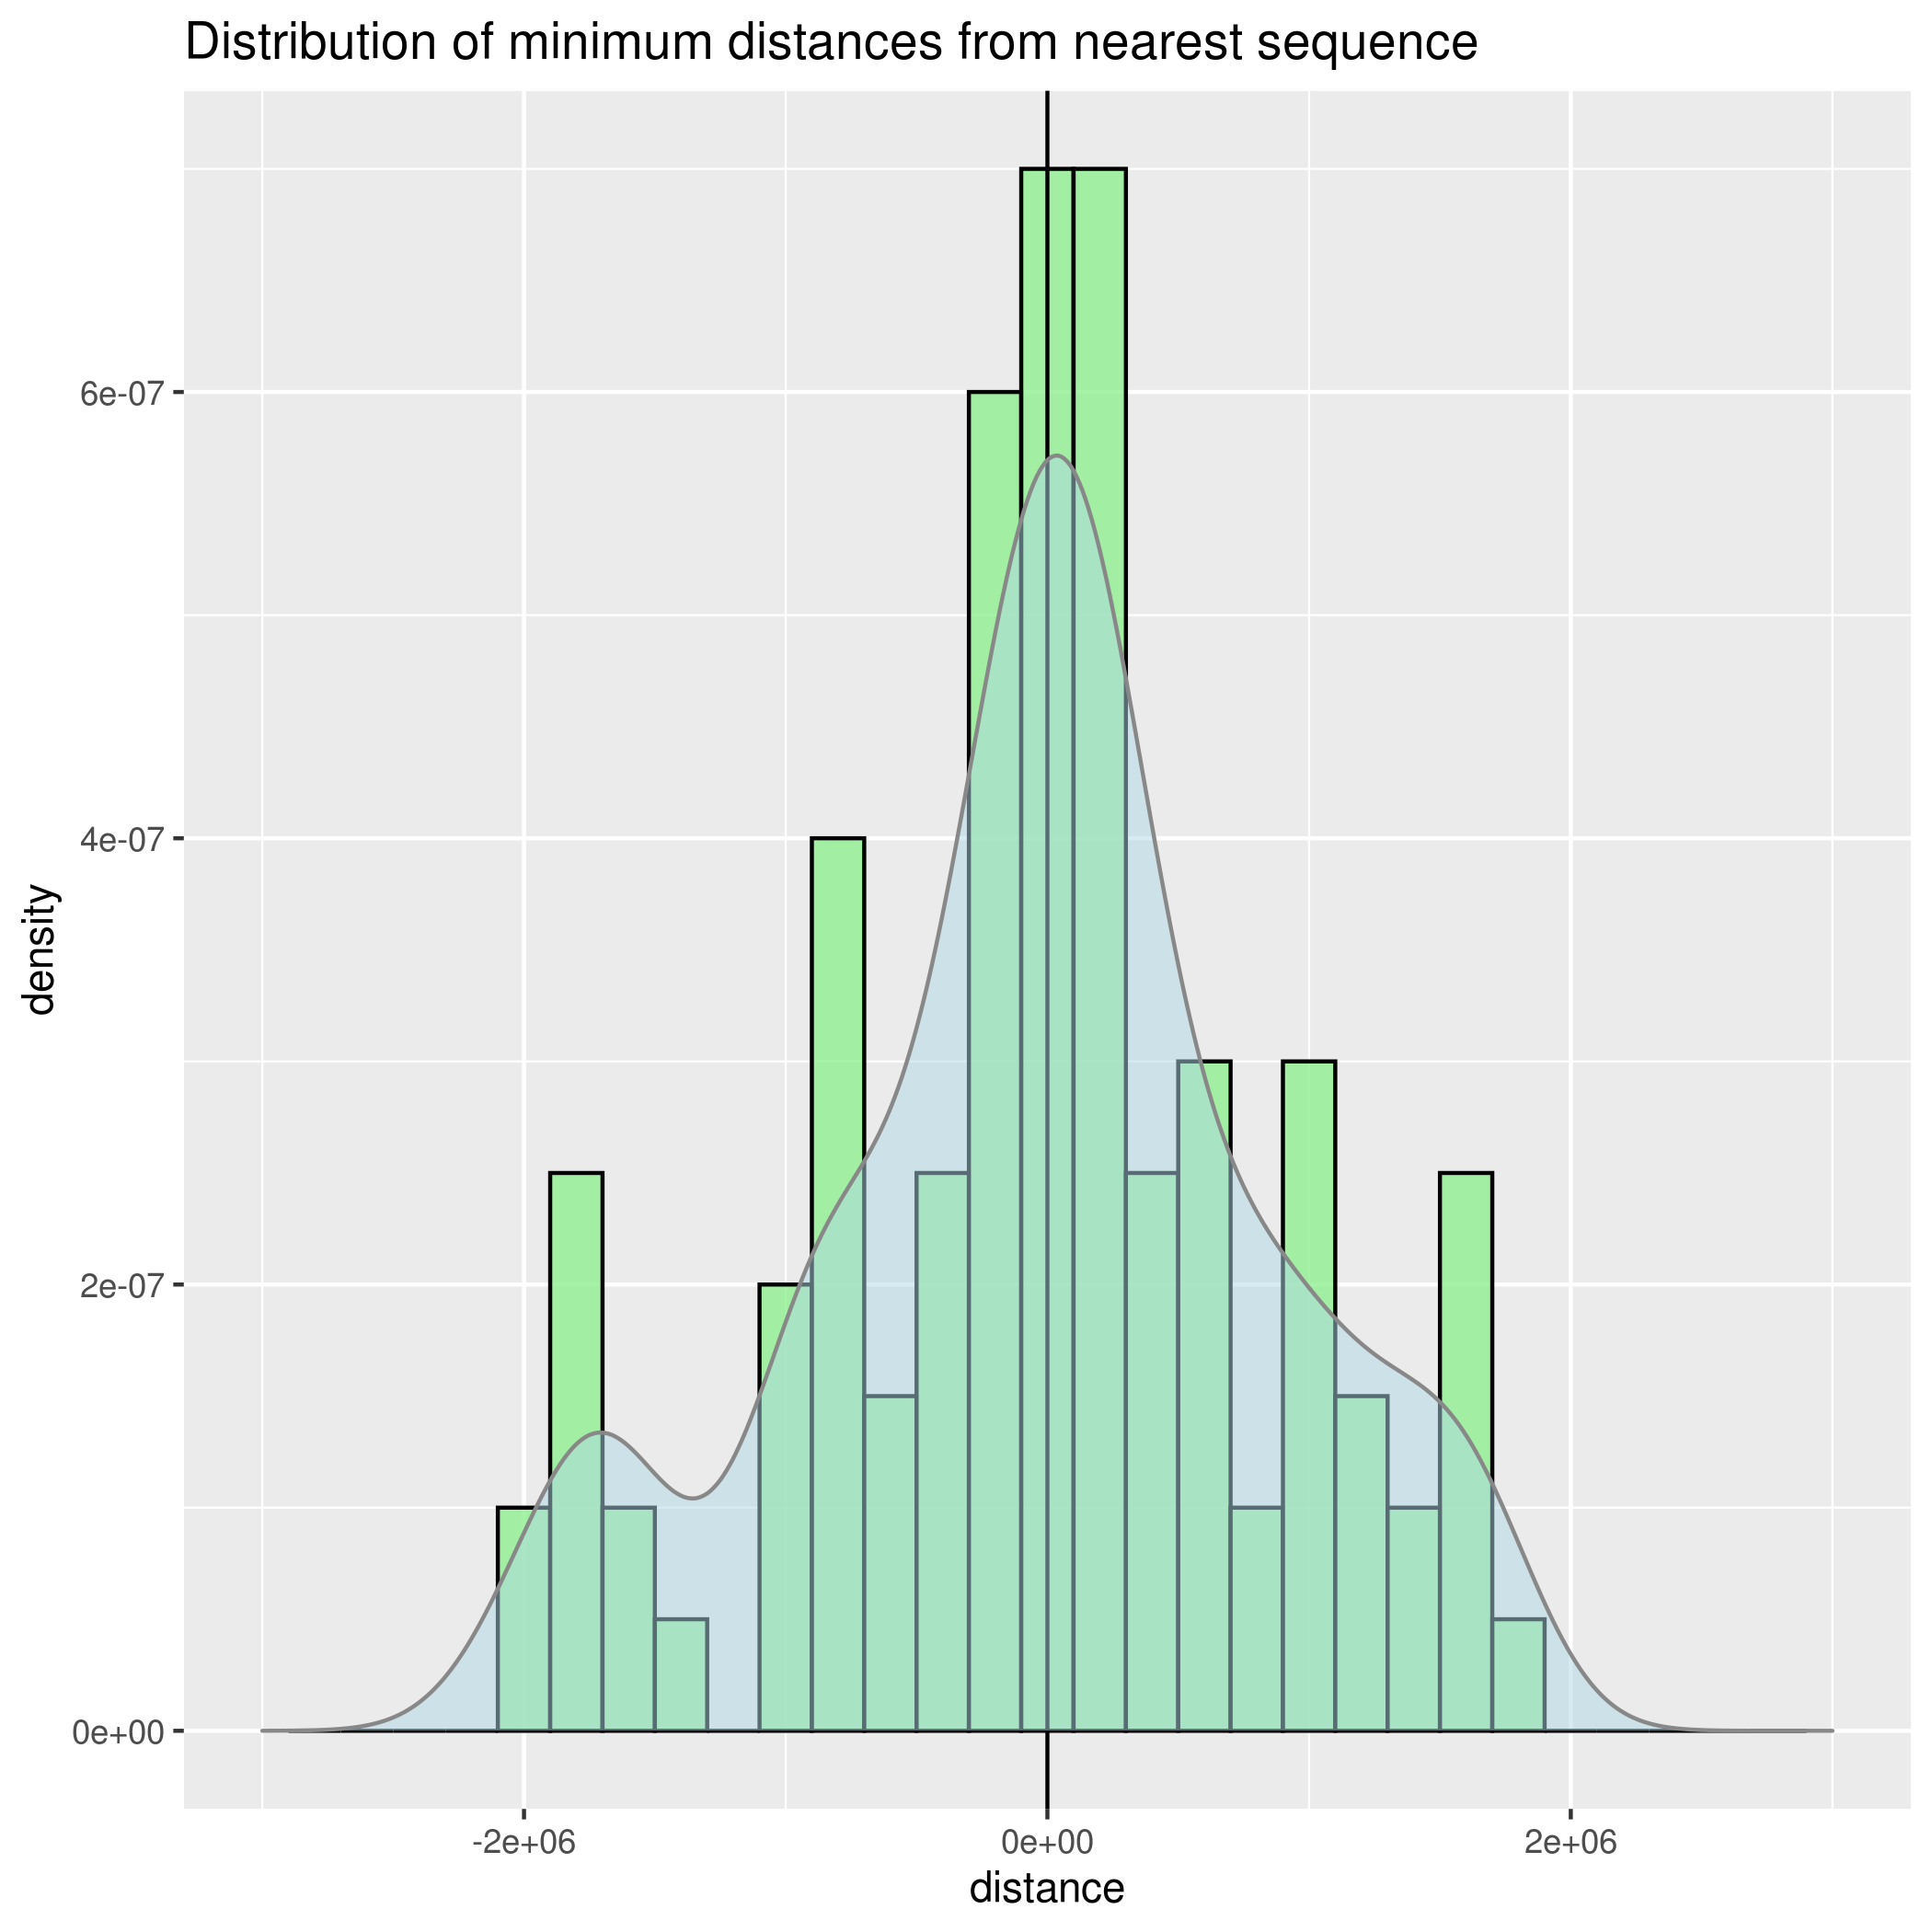 Distribution of minimum distances from nearest sequence
6e-07
4e-07
density
2e-07
0e+00
-2e+06 0e+00 2e+06
distance